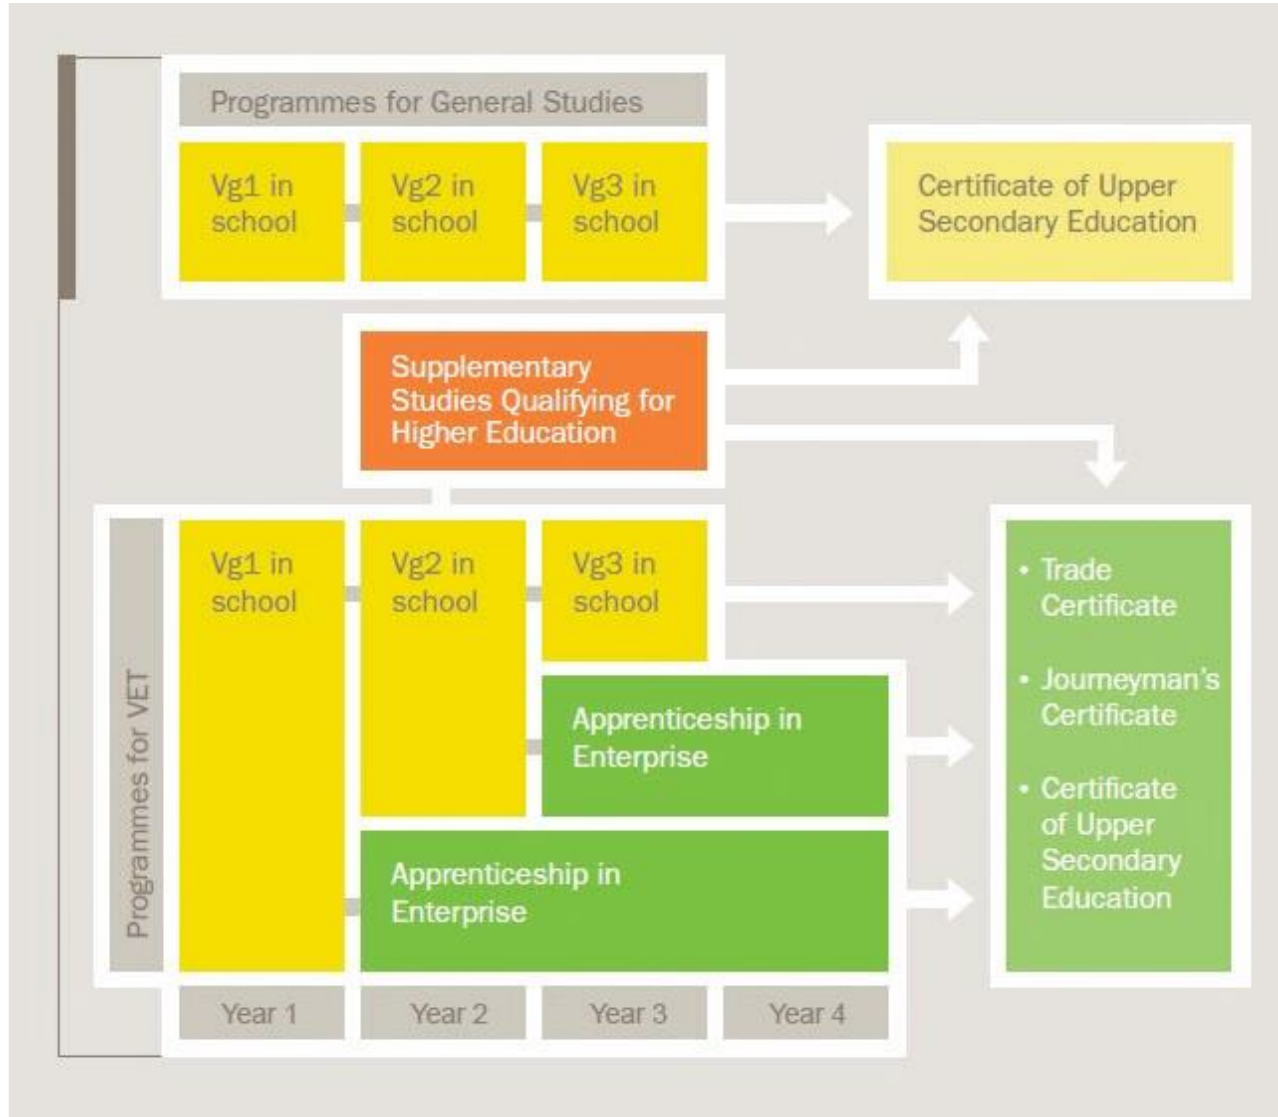 Programmes for General Studies
Vg1 in
school
Vg2 in
school
Vg3 in
school
Certificate of Upper
Secondary Education
Supplementary
Studies Qualifying for
Higher Education
Programmes for VET
Vg1 in
school
Vg2 in
school
Vg3 in
school
Apprenticeship in
Enterprise
Apprenticeship in
Enterprise
• Trade
Certificate
• Journeyman's
Certificate
• Certificate
of Upper
Secondary
Education
Year 1
Year 2
Year 3
Year 4